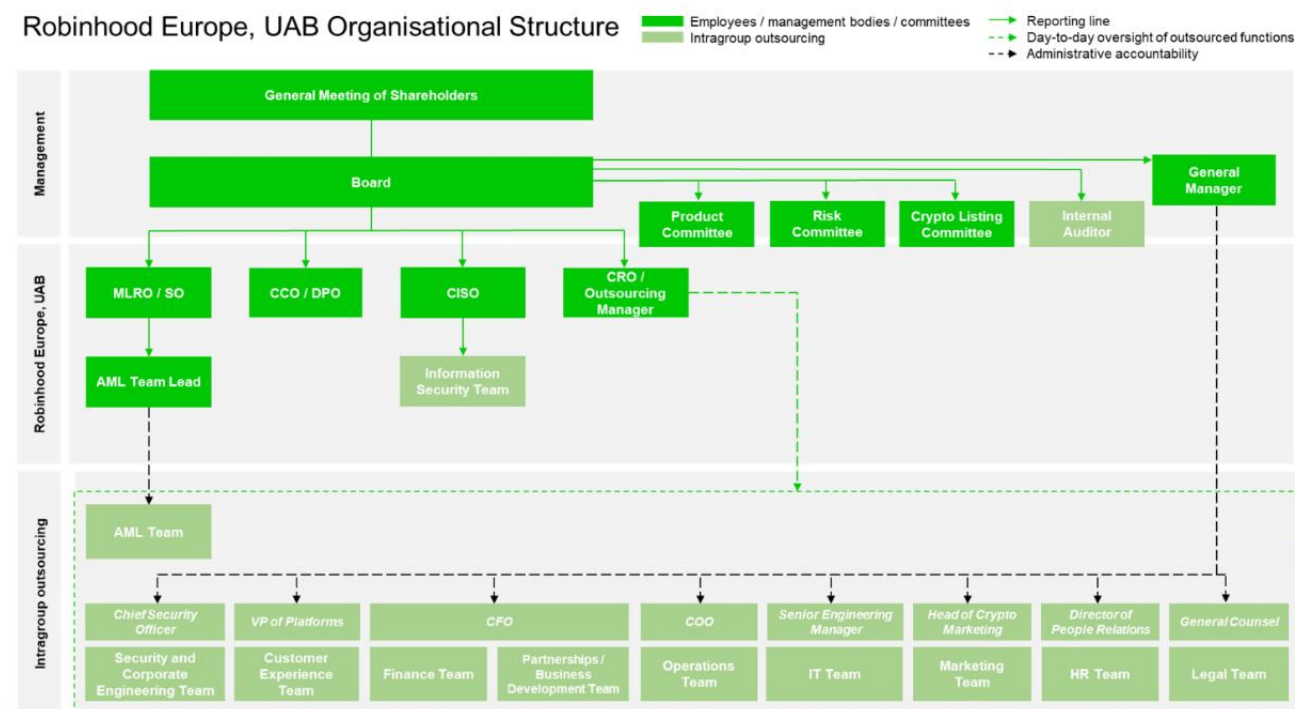 Robinhood Europe, UAB Organisational Structure
Employees / management bodies / committees
Intragroup outsourcing
Reporting line
Day-to-day oversight of outsourced functions
Administrative accountability
Management
General Meeting of Shareholders
Board
General
Manager
Product
Committee
Risk
Committee
Crypto Listing
Committee
Internal
Auditor
Robinhood Europe, UAB
MLRO / SO
CCO / DPO
CISO
CRO /
Outsourcing
Manager
AML Team Lead
Information
Security Team
Intragroup outsourcing
AML Team
Chief Security
Officer
VP of Platforms
CFO
COO
Senior Engineering
Manager
Head of Crypto
Marketing
Director of
People Relations
General Counsel
Security and
Corporate
Engineering Team
Customer
Experience
Team
Finance Team
Partnerships /
Business
Development Team
Operations
Team
IT Team
Marketing
Team
HR Team
Legal Team